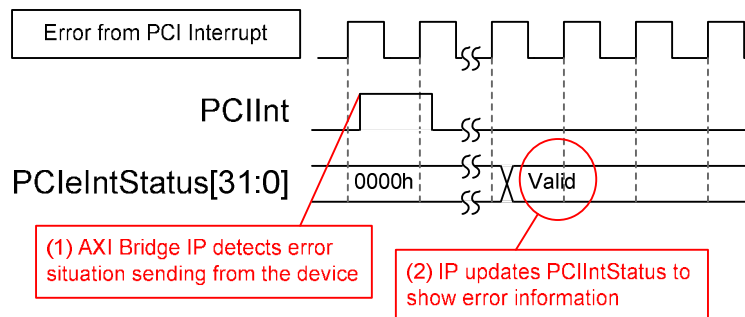 Error from PCI Interrupt
PCIInt
PCIeIntStatus[31:0]
0000h
Valid
(1) AXI Bridge IP detects error
situation sending from the device
(2) IP updates PCIIntStatus to
show error information